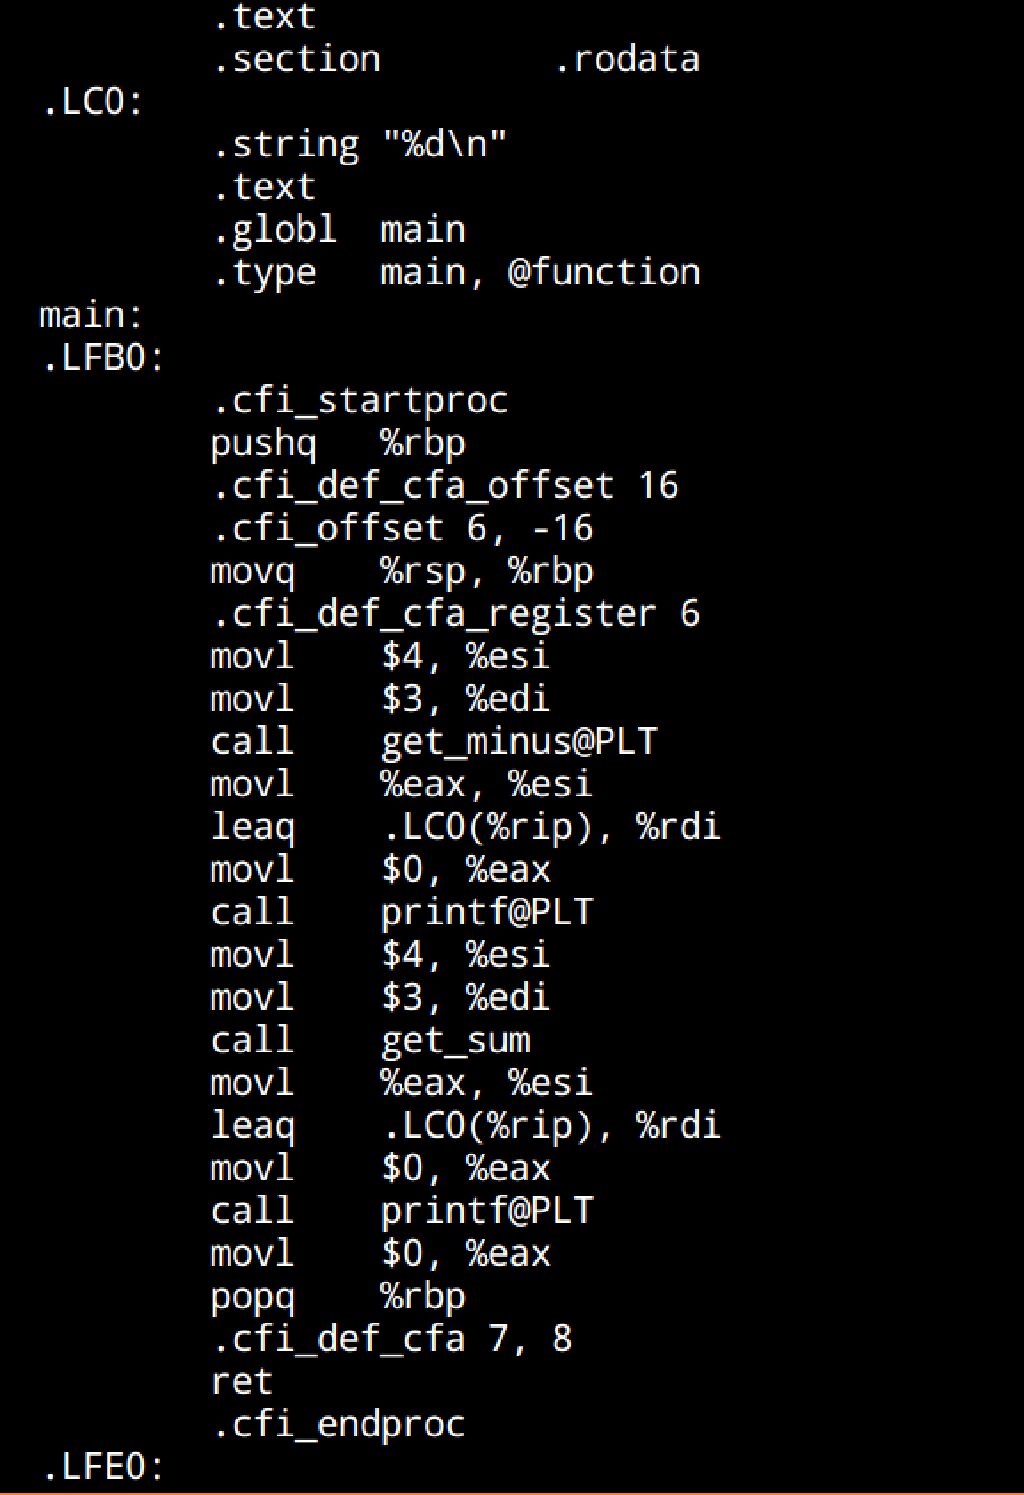 .text
.section .rodata
.LC0:
.string "%d\n"
.text
.globl main
.type main, @function
main:
.LFB0:
.cfi_startproc
pushq %rbp
.cfi_def_cfa_offset 16
.cfi_offset 6, -16
movq %rsp, %rbp
.cfi_def_cfa_register 6
movl $4, %esi
movl $3, %edi
call get_minus@PLT
movl %eax, %esi
leaq .LC0(%rip), %rdi
movl $0, %eax
call printf@PLT
movl $4, %esi
movl $3, %edi
call get_sum
movl %eax, %esi
leaq .LC0(%rip), %rdi
movl $0, %eax
call printf@PLT
movl $0, %eax
popq %rbp
.cfi_def_cfa 7, 8
ret
.cfi_endproc
.LFE0: